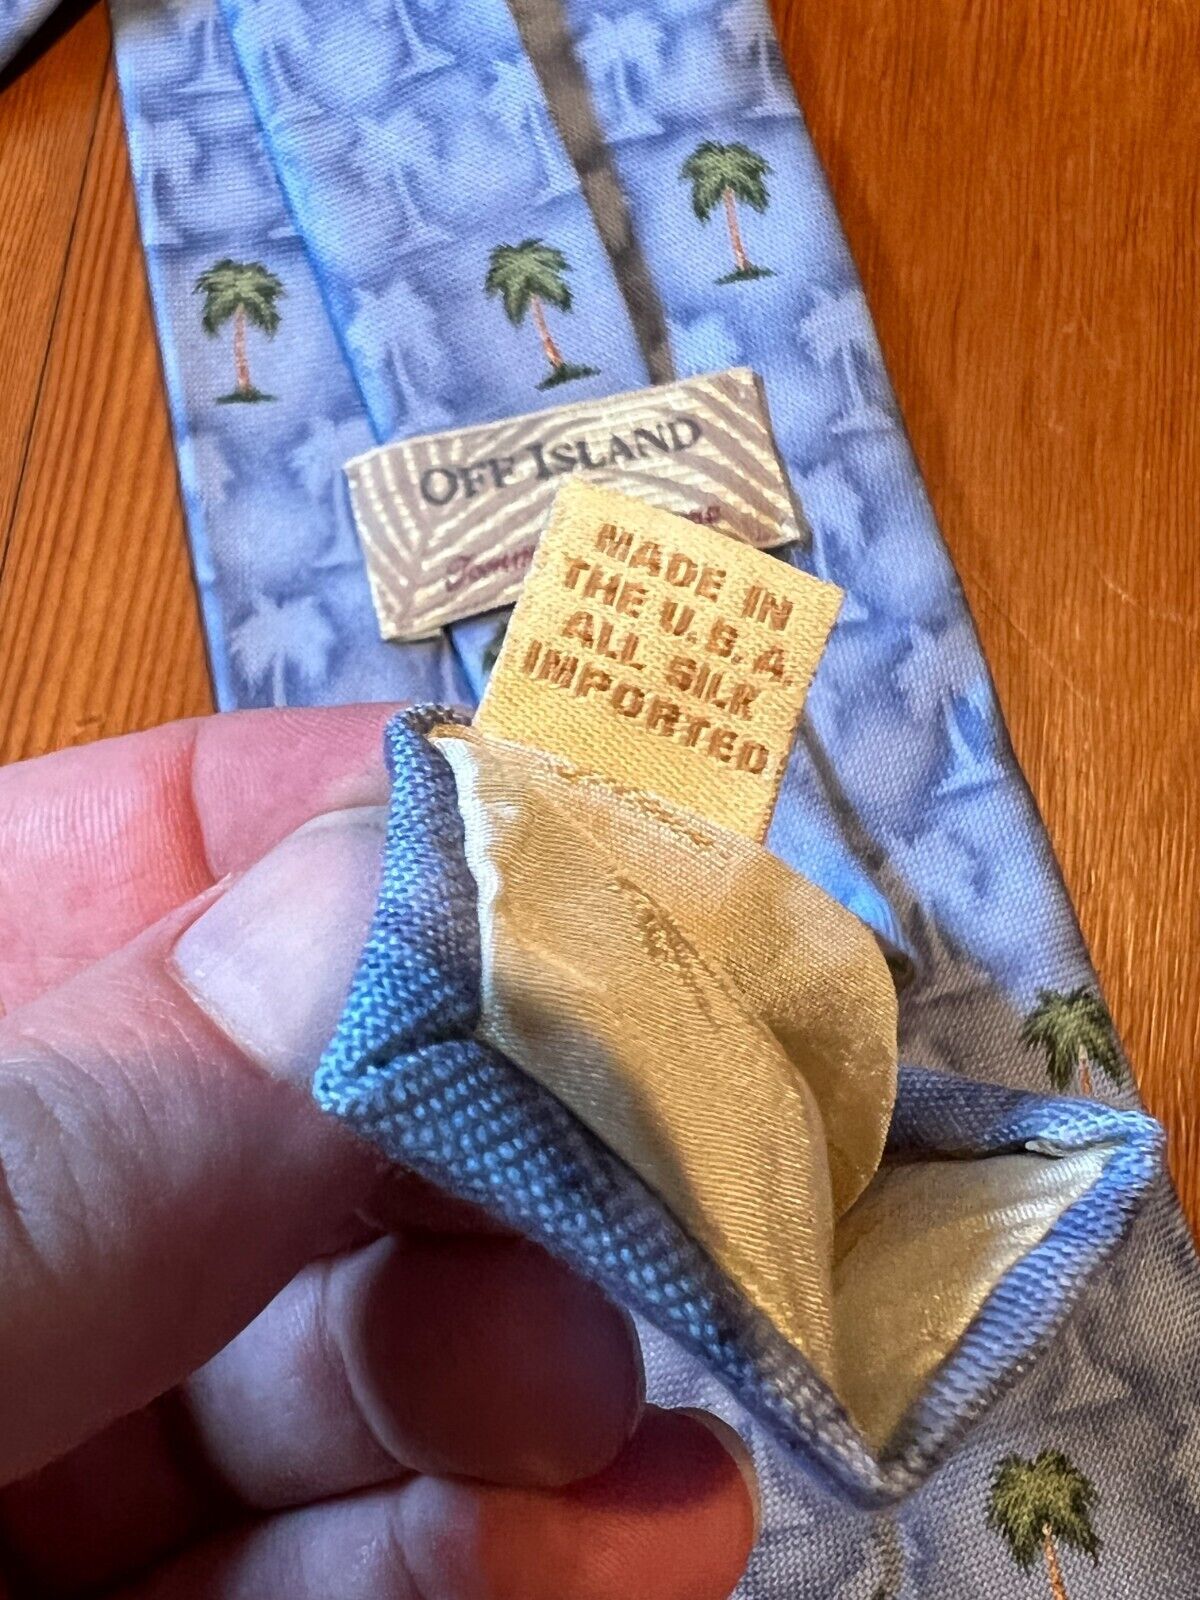 OFF ISLAND
MADE IN
THE U.S.A.
ALL SILK
IMPORTED